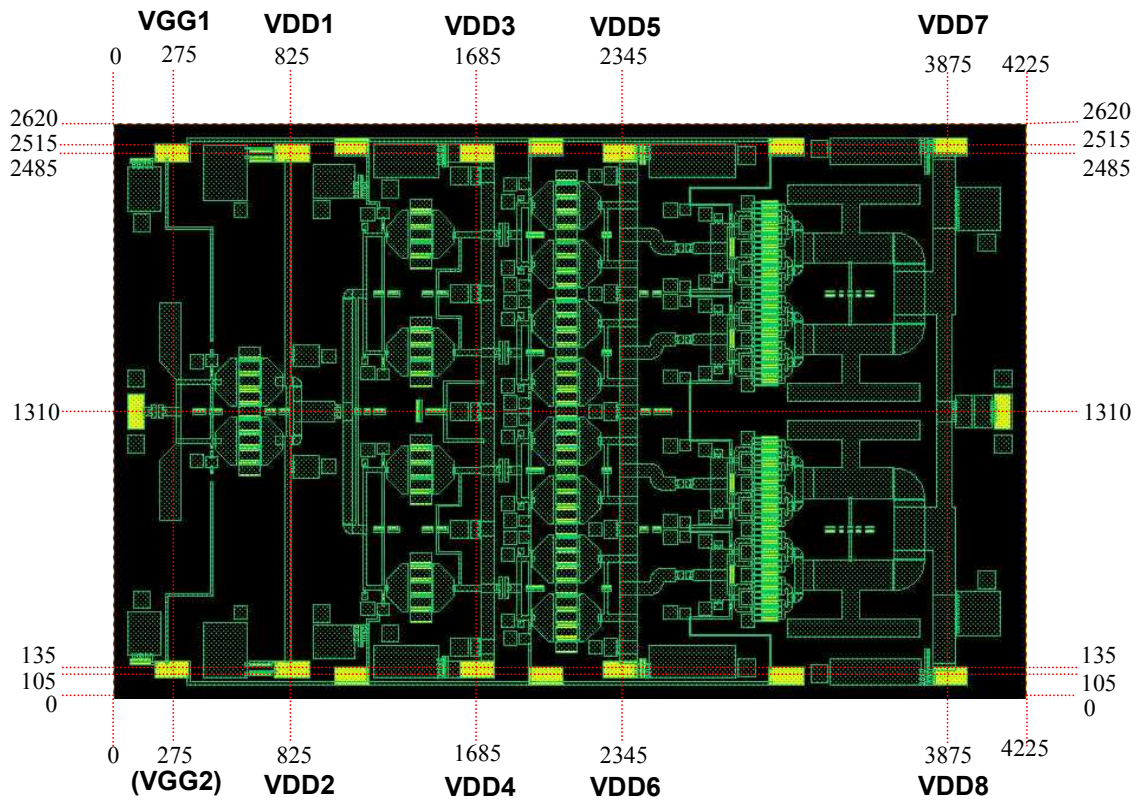 VGG1 VDD1 VDD3 VDD5 VDD7
0 275 825 1685 2345 3875 4225
2620 2620
2515 2515
2485 2485
1310 1310
135 135
105 105
0 0
0 275 825 1685 2345 3875 4225
(VGG2) VDD2 VDD4 VDD6 VDD8